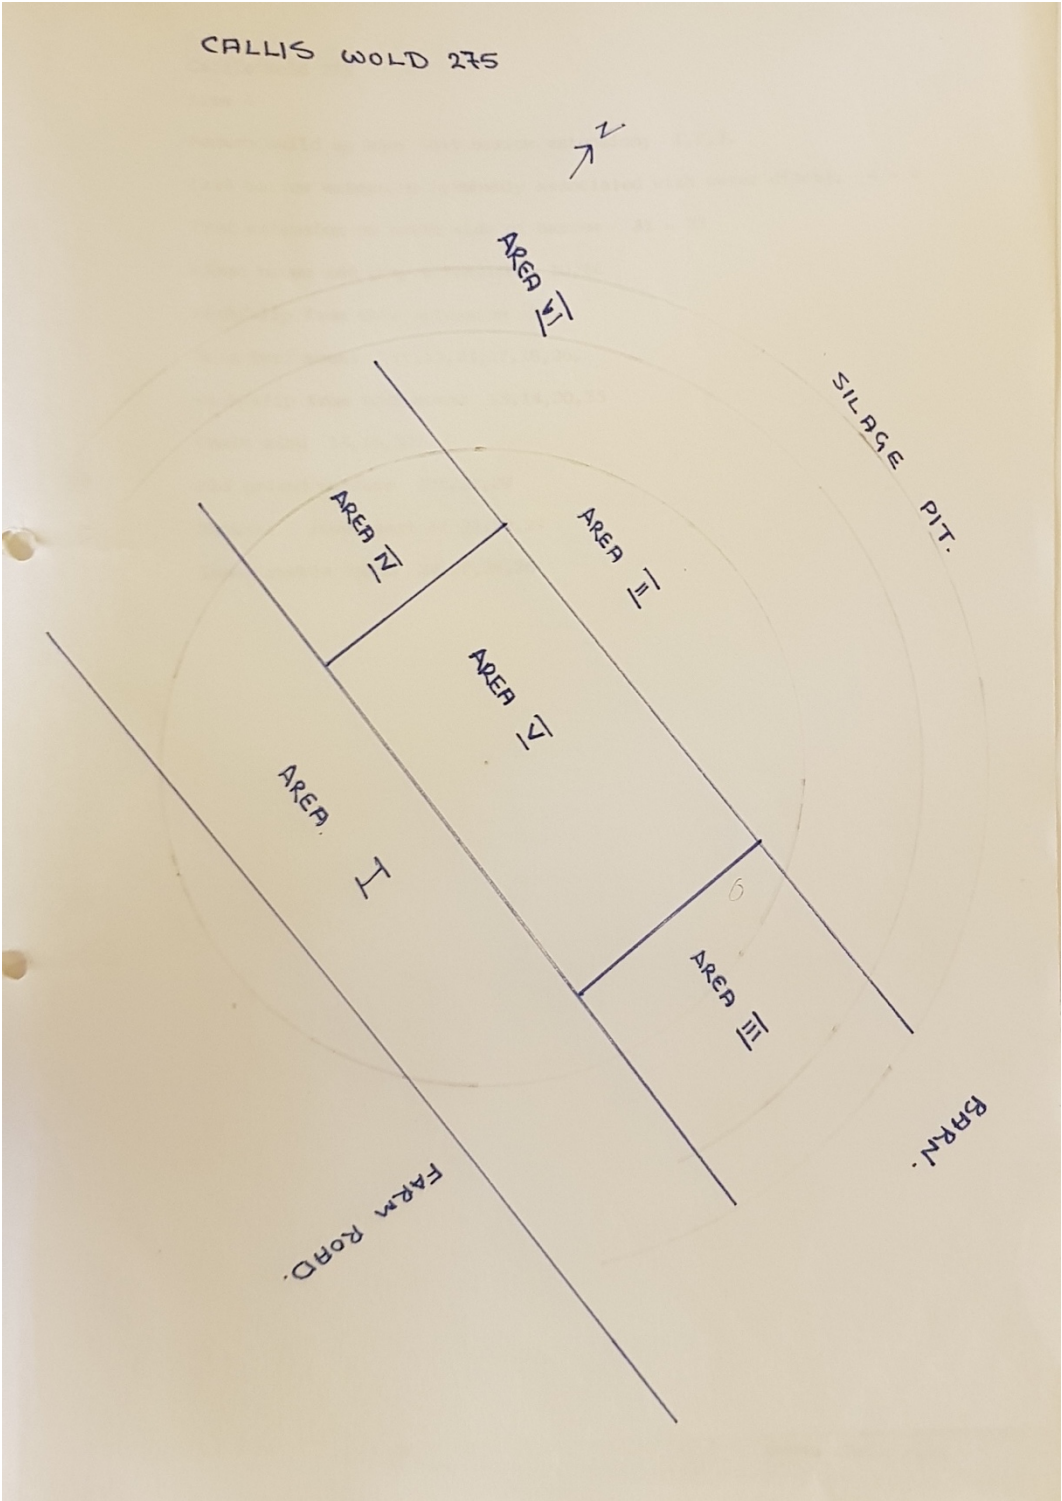 CALLIS WOLD 275
N
AREA VI
SILAGE PIT.
AREA IV
AREA II
AREA V
AREA. I
AREA III
BARN.
FARM ROAD.